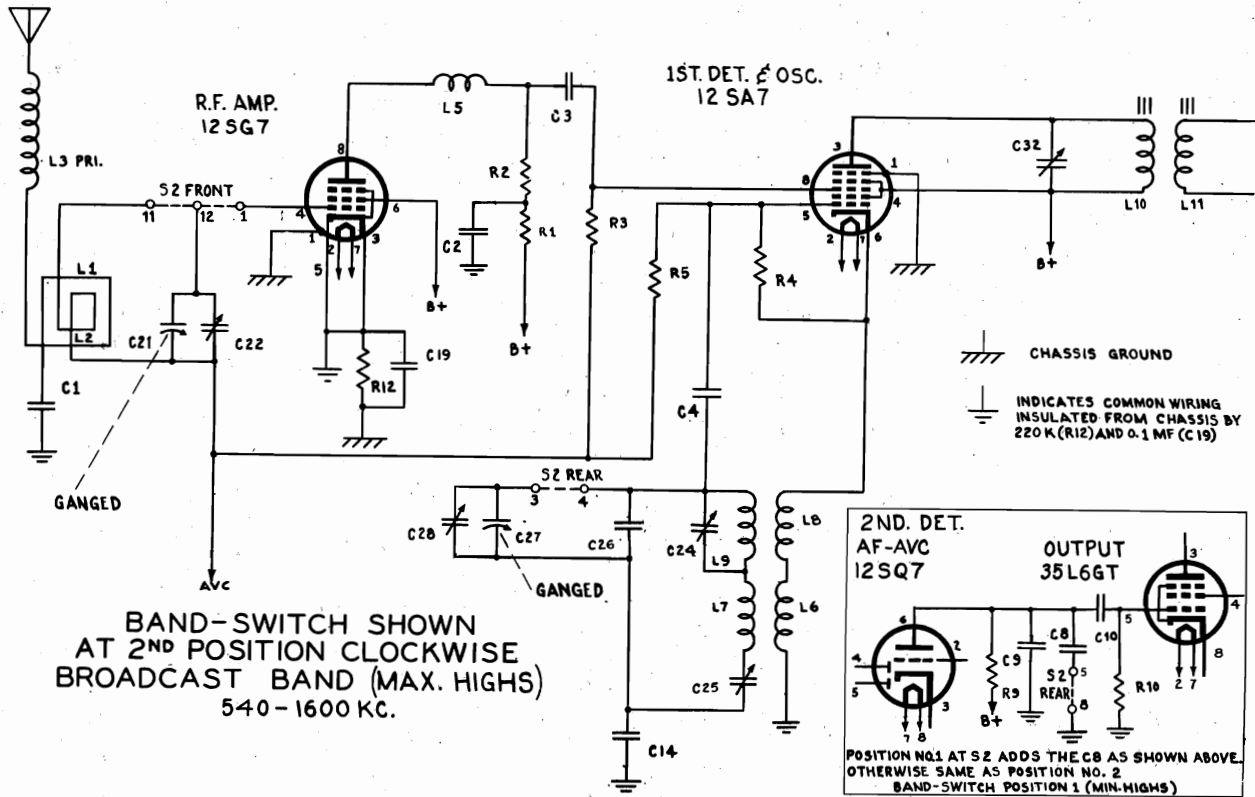 R.F. AMP.
12SG7
1ST. DET. & OSC.
12 SA7
L3 PRI.
S2 FRONT
11
12
1
8
4
6
1
2
7
3
5
L5
C3
R2
R1
C2
R3
B+
B+
L1
L2
C21
C22
C1
GANGED
R12
C19
AVC
3
1
8
4
5
2
7
6
R5
R4
C4
C32
L10
L11
B+
CHASSIS GROUND
INDICATES COMMON WIRING
INSULATED FROM CHASSIS BY
220 K (R12) AND 0.1 MF (C19)
S2 REAR
3
4
C28
C27
GANGED
C26
C24
L9
L8
L7
L6
C25
C14
BAND-SWITCH SHOWN
AT 2ND POSITION CLOCKWISE
BROADCAST BAND (MAX. HIGHS)
540-1600 KC.
2ND. DET.
AF-AVC
12SQ7
OUTPUT
35L6GT
6
2
4
5
3
7
8
C9
R9
B+
C8
S2
5
REAR
8
C10
R10
3
5
4
8
2
7
POSITION NO.1 AT S2 ADDS THE C8 AS SHOWN ABOVE.
OTHERWISE SAME AS POSITION NO. 2
BAND-SWITCH POSITION 1 (MIN-HIGHS)